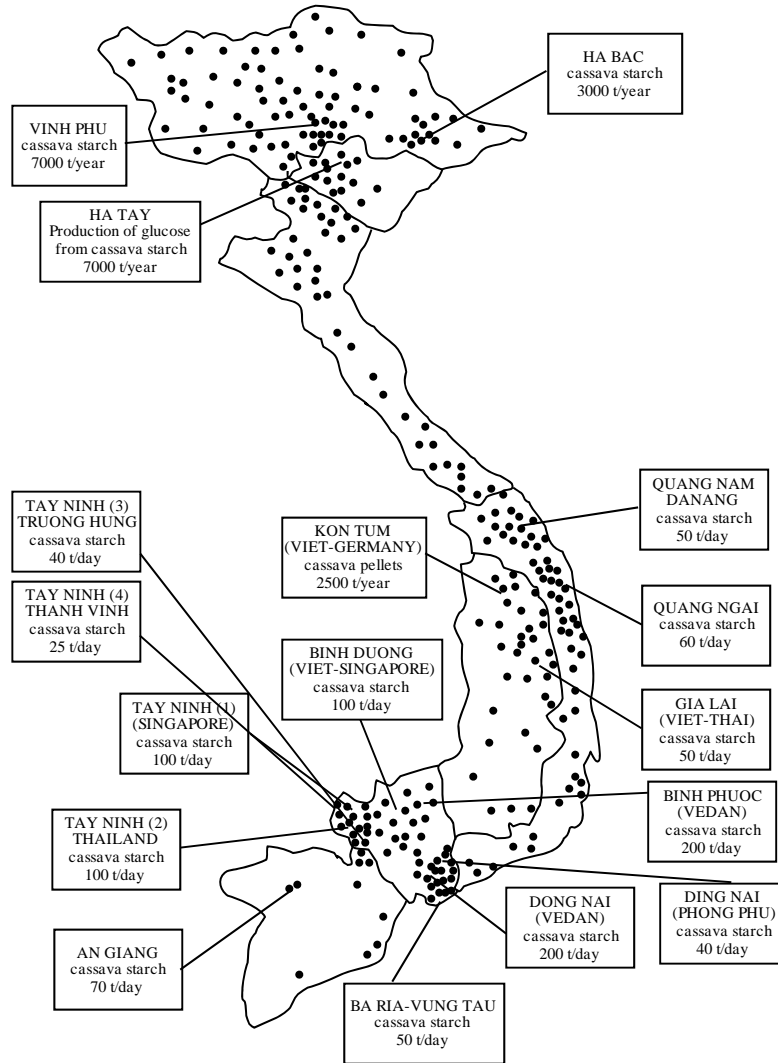 HA BAC
cassava starch
3000 t/year
VINH PHU
cassava starch
7000 t/year
HA TAY
Production of glucose
from cassava starch
7000 t/year
TAY NINH (3)
TRUONG HUNG
cassava starch
40 t/day
KON TUM
(VIET-GERMANY)
cassava pellets
2500 t/year
QUANG NAM
DANANG
cassava starch
50 t/day
TAY NINH (4)
THANH VINH
cassava starch
25 t/day
QUANG NGAI
cassava starch
60 t/day
BINH DUONG
(VIET-SINGAPORE)
cassava starch
100 t/day
TAY NINH (1)
(SINGAPORE)
cassava starch
100 t/day
GIA LAI
(VIET-THAI)
cassava starch
50 t/day
TAY NINH (2)
THAILAND
cassava starch
100 t/day
BINH PHUOC
(VEDAN)
cassava starch
200 t/day
AN GIANG
cassava starch
70 t/day
DONG NAI
(VEDAN)
cassava starch
200 t/day
DING NAI
(PHONG PHU)
cassava starch
40 t/day
BA RIA-VUNG TAU
cassava starch
50 t/day